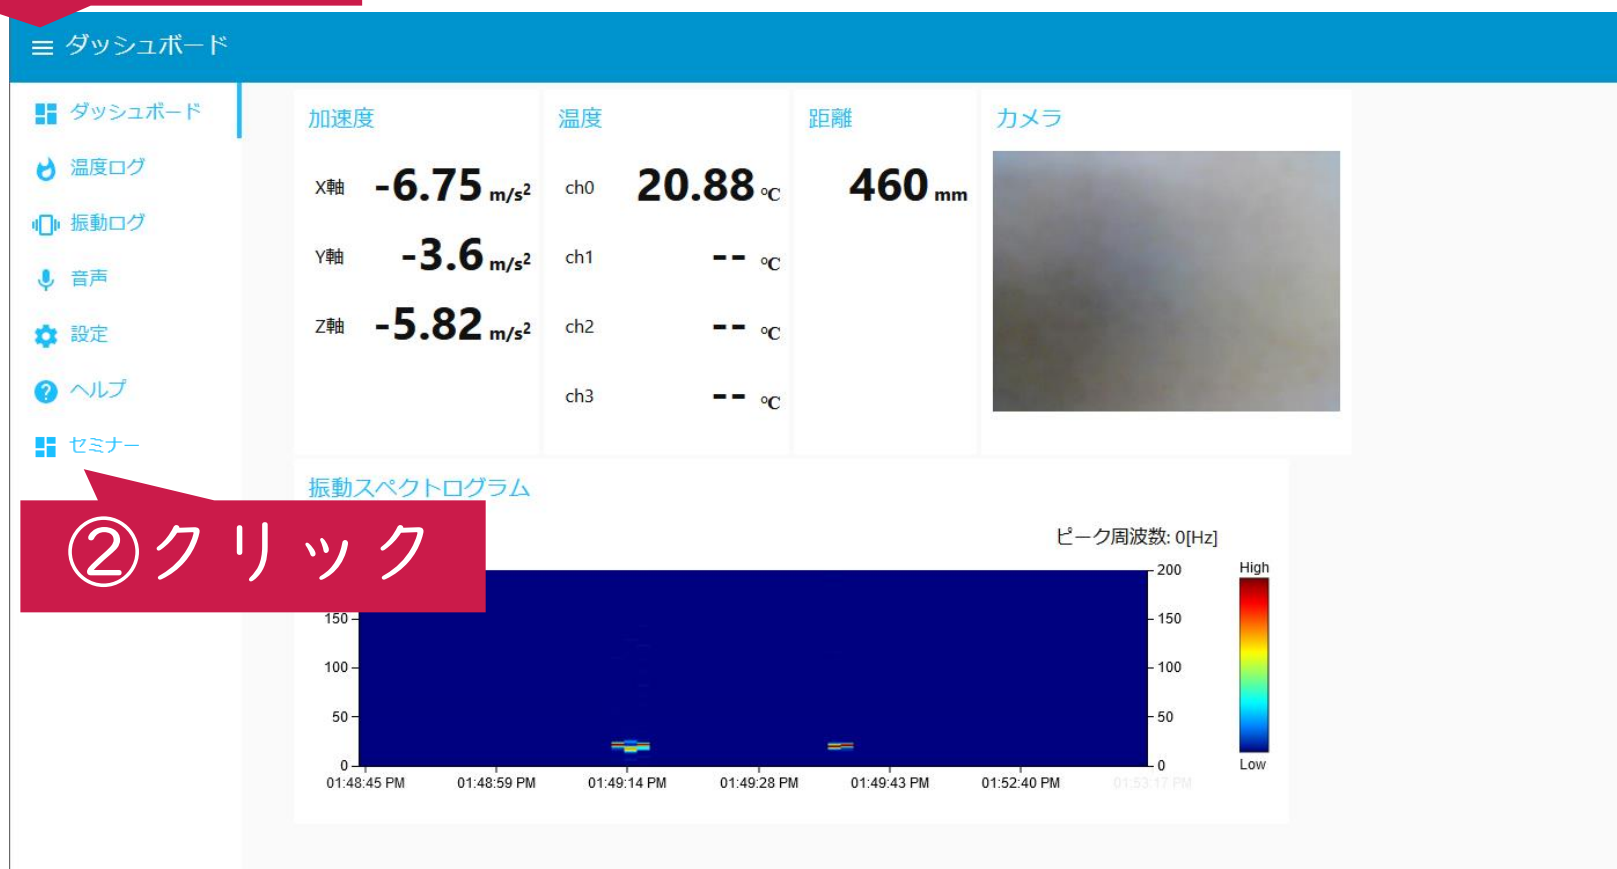 ダッシュボード
ダッシュボード
温度ログ
振動ログ
音声
設定
ヘルプ
セミナー
②クリック
加速度
X軸 -6.75 m/s²
Y軸 -3.6 m/s²
Z軸 -5.82 m/s²
温度
ch0 20.88 ℃
ch1 -- ℃
ch2 -- ℃
ch3 -- ℃
距離
460 mm
カメラ
振動スペクトログラム
ピーク周波数: 0[Hz]
200 High
150 150
100 100
50 50
0 0 Low
01:48:45 PM 01:48:59 PM 01:49:14 PM 01:49:28 PM 01:49:43 PM 01:52:40 PM 01:53:17 PM